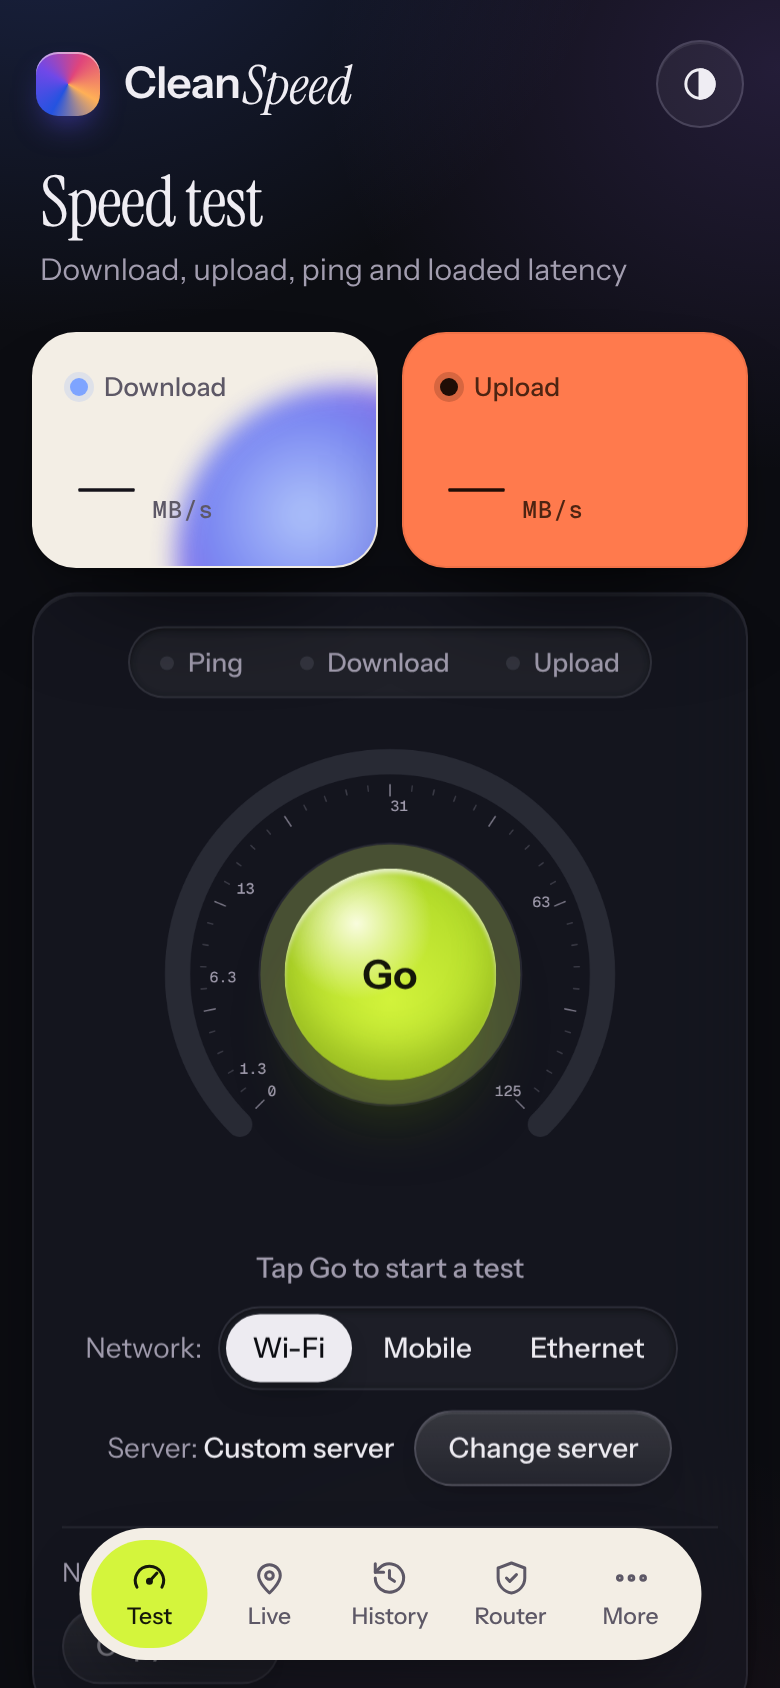 CleanSpeed
Speed test
Download, upload, ping and loaded latency
Download
— MB/s
Upload
— MB/s
Ping Download Upload
31
13
63
6.3
Go
1.3
0
125
Tap Go to start a test
Network: Wi-Fi Mobile Ethernet
Server: Custom server Change server
Test Live History Router More